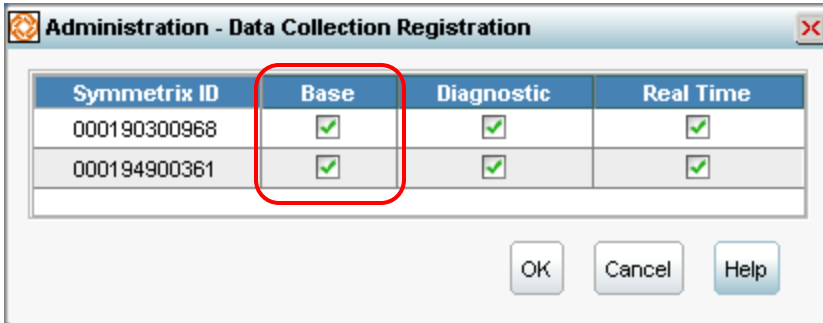 Administration - Data Collection Registration
Symmetrix ID Base Diagnostic Real Time
000190300968
000194900361
OK Cancel Help